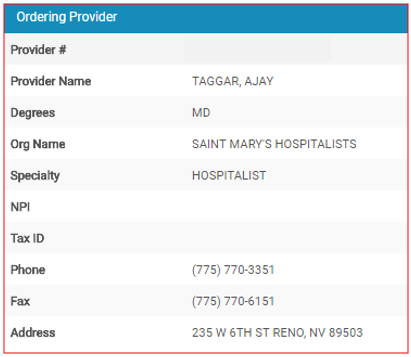 Ordering Provider
Provider #
Provider Name TAGGAR, AJAY
Degrees MD
Org Name SAINT MARY'S HOSPITALISTS
Specialty HOSPITALIST
NPI
Tax ID
Phone (775) 770-3351
Fax (775) 770-6151
Address 235 W 6TH ST RENO, NV 89503